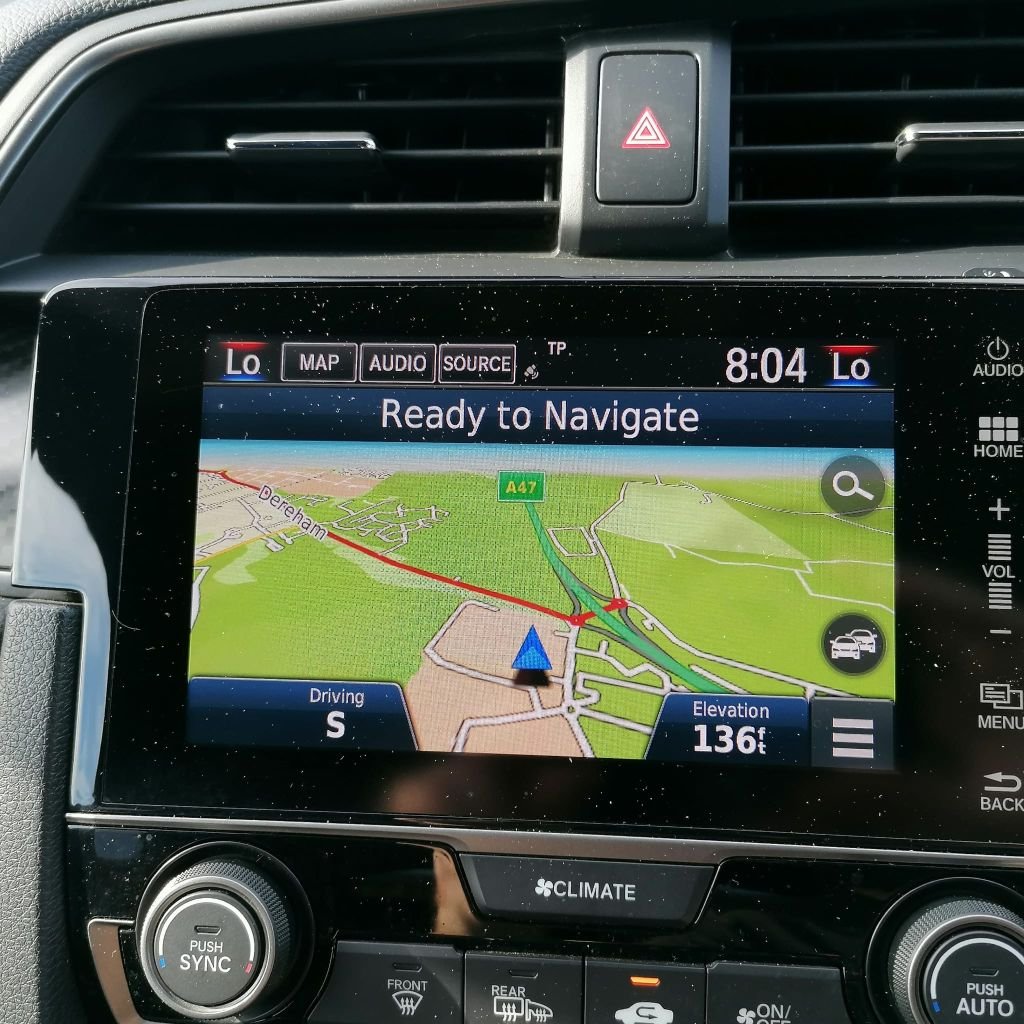 Lo MAP AUDIO SOURCE TP 8:04 Lo
Ready to Navigate
A47
Dereham
Driving
S
Elevation
136ft
AUDIO
HOME
+
VOL
−
MENU
BACK
CLIMATE
PUSH
SYNC
FRONT
REAR
ON/
PUSH
AUTO